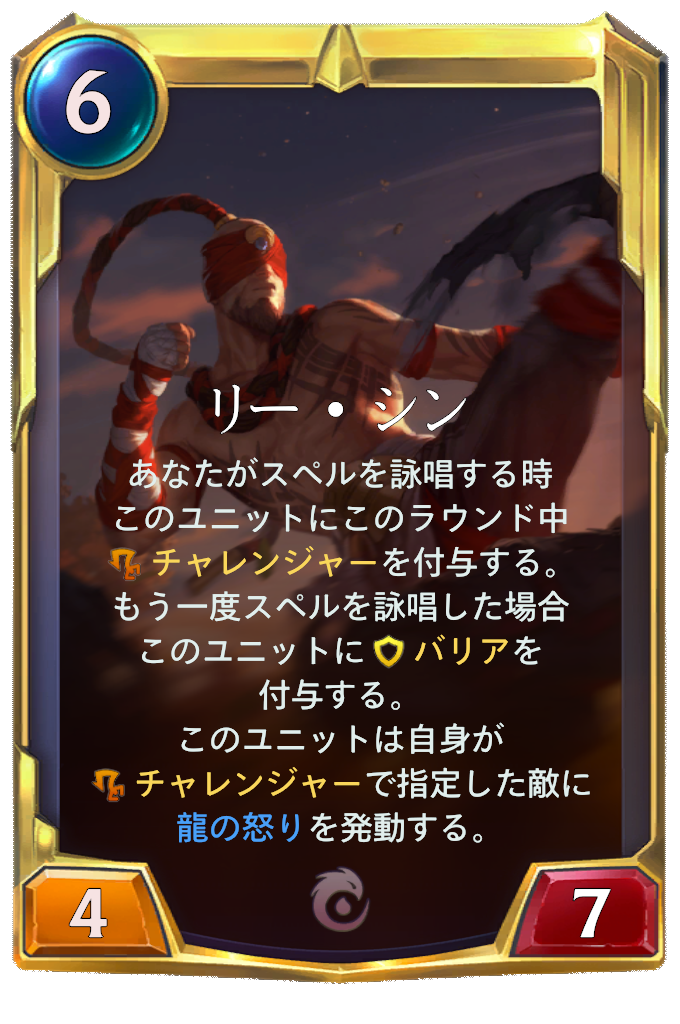 6
リー・シン
あなたがスペルを詠唱する時
このユニットにこのラウンド中
チャレンジャーを付与する。
もう一度スペルを詠唱した場合
このユニットにバリアを
付与する。
このユニットは自身が
チャレンジャーで指定した敵に
龍の怒りを発動する。
4
7